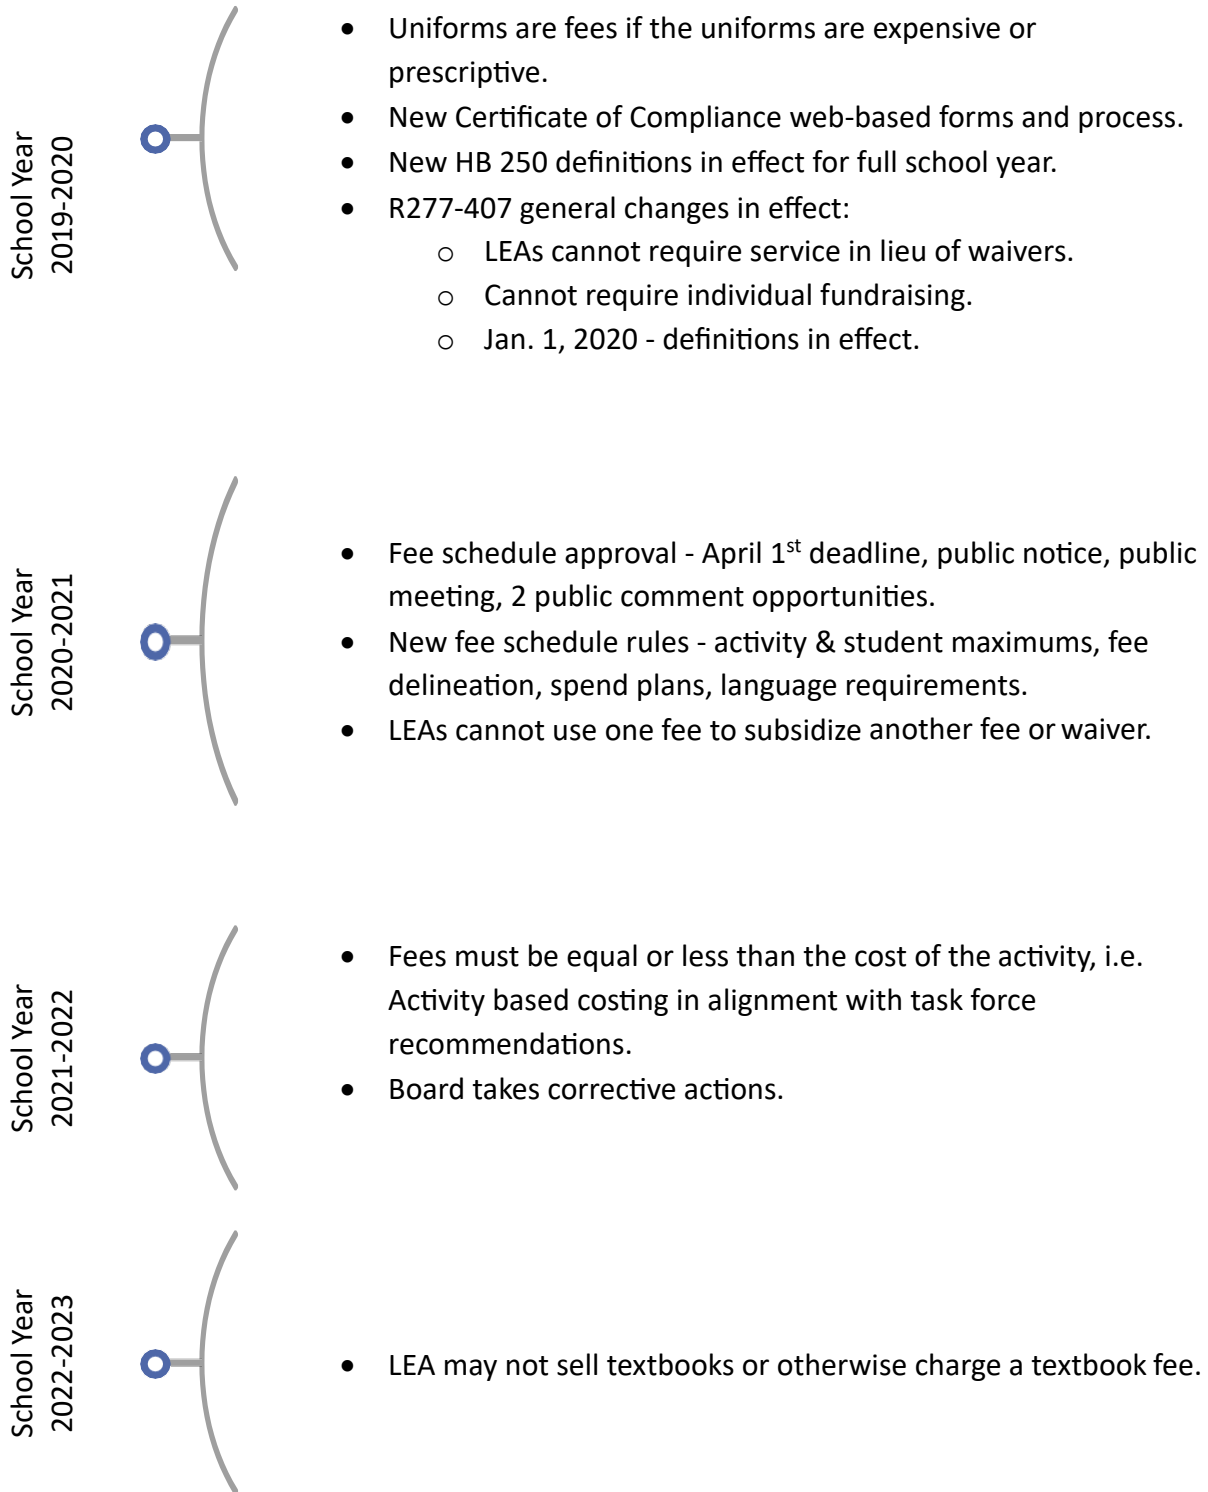 School Year
2019-2020
• Uniforms are fees if the uniforms are expensive or
prescriptive.
• New Certificate of Compliance web-based forms and process.
• New HB 250 definitions in effect for full school year.
• R277-407 general changes in effect:
o LEAs cannot require service in lieu of waivers.
o Cannot require individual fundraising.
o Jan. 1, 2020 - definitions in effect.
School Year
2020-2021
• Fee schedule approval - April 1st deadline, public notice, public
meeting, 2 public comment opportunities.
• New fee schedule rules - activity & student maximums, fee
delineation, spend plans, language requirements.
• LEAs cannot use one fee to subsidize another fee or waiver.
School Year
2021-2022
• Fees must be equal or less than the cost of the activity, i.e.
Activity based costing in alignment with task force
recommendations.
• Board takes corrective actions.
School Year
2022-2023
• LEA may not sell textbooks or otherwise charge a textbook fee.